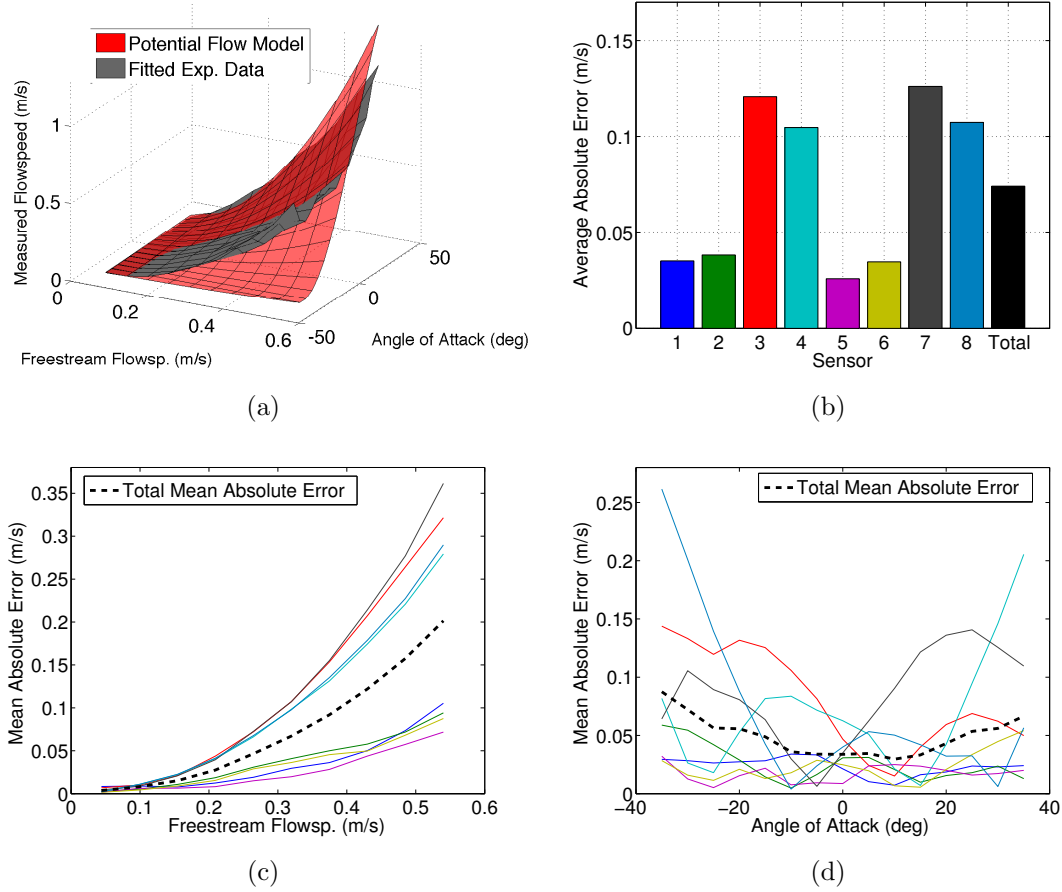 Potential Flow Model
Fitted Exp. Data
Measured Flowspeed (m/s)
1
0.5
0
0
0.2
0.4
0.6
-50
0
50
Freestream Flowsp. (m/s)
Angle of Attack (deg)
(a)
Average Absolute Error (m/s)
0.15
0.1
0.05
0
1 2 3 4 5 6 7 8 Total
Sensor
(b)
Total Mean Absolute Error
Mean Absolute Error (m/s)
0.35
0.3
0.25
0.2
0.15
0.1
0.05
0
0 0.1 0.2 0.3 0.4 0.5 0.6
Freestream Flowsp. (m/s)
(c)
Total Mean Absolute Error
Mean Absolute Error (m/s)
0.25
0.2
0.15
0.1
0.05
0
−40 −20 0 20 40
Angle of Attack (deg)
(d)